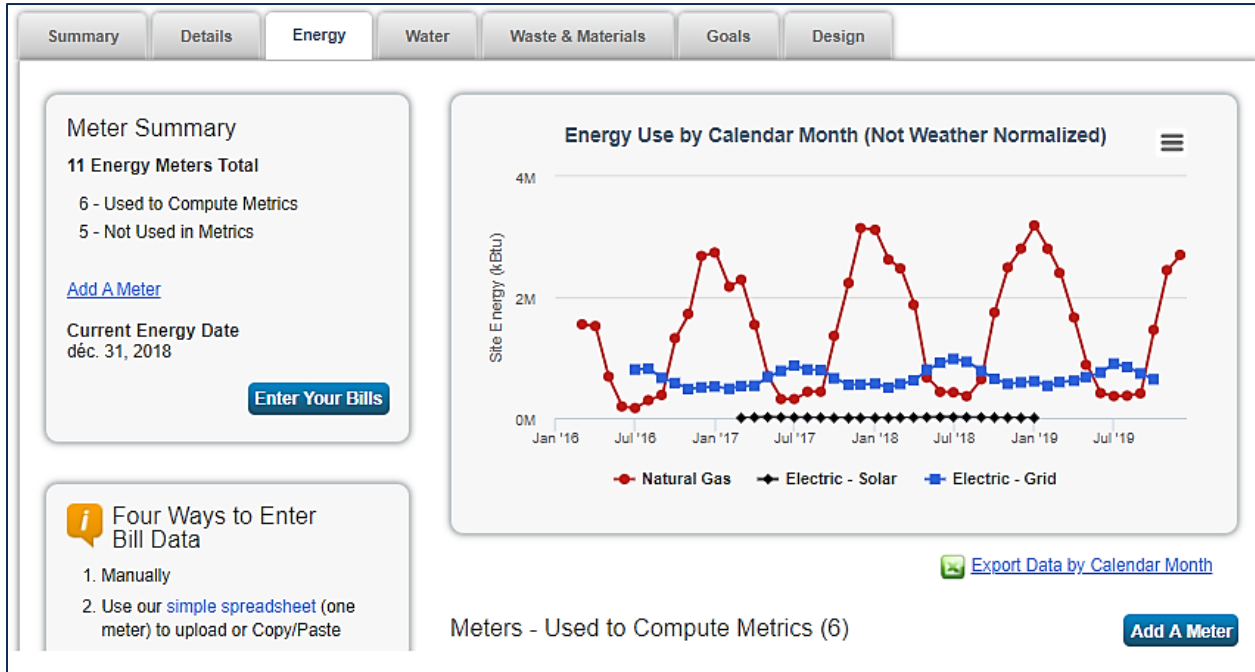 Summary
Details
Energy
Water
Waste & Materials
Goals
Design
Meter Summary
11 Energy Meters Total
6 - Used to Compute Metrics
5 - Not Used in Metrics
Add A Meter
Current Energy Date
déc. 31, 2018
Enter Your Bills
Four Ways to Enter
Bill Data
1. Manually
2. Use our simple spreadsheet (one
meter) to upload or Copy/Paste
Energy Use by Calendar Month (Not Weather Normalized)
Site Energy (kBtu)
4M
2M
0M
Jan '16
Jul '16
Jan '17
Jul '17
Jan '18
Jul '18
Jan '19
Jul '19
Natural Gas
Electric - Solar
Electric - Grid
Export Data by Calendar Month
Meters - Used to Compute Metrics (6)
Add A Meter